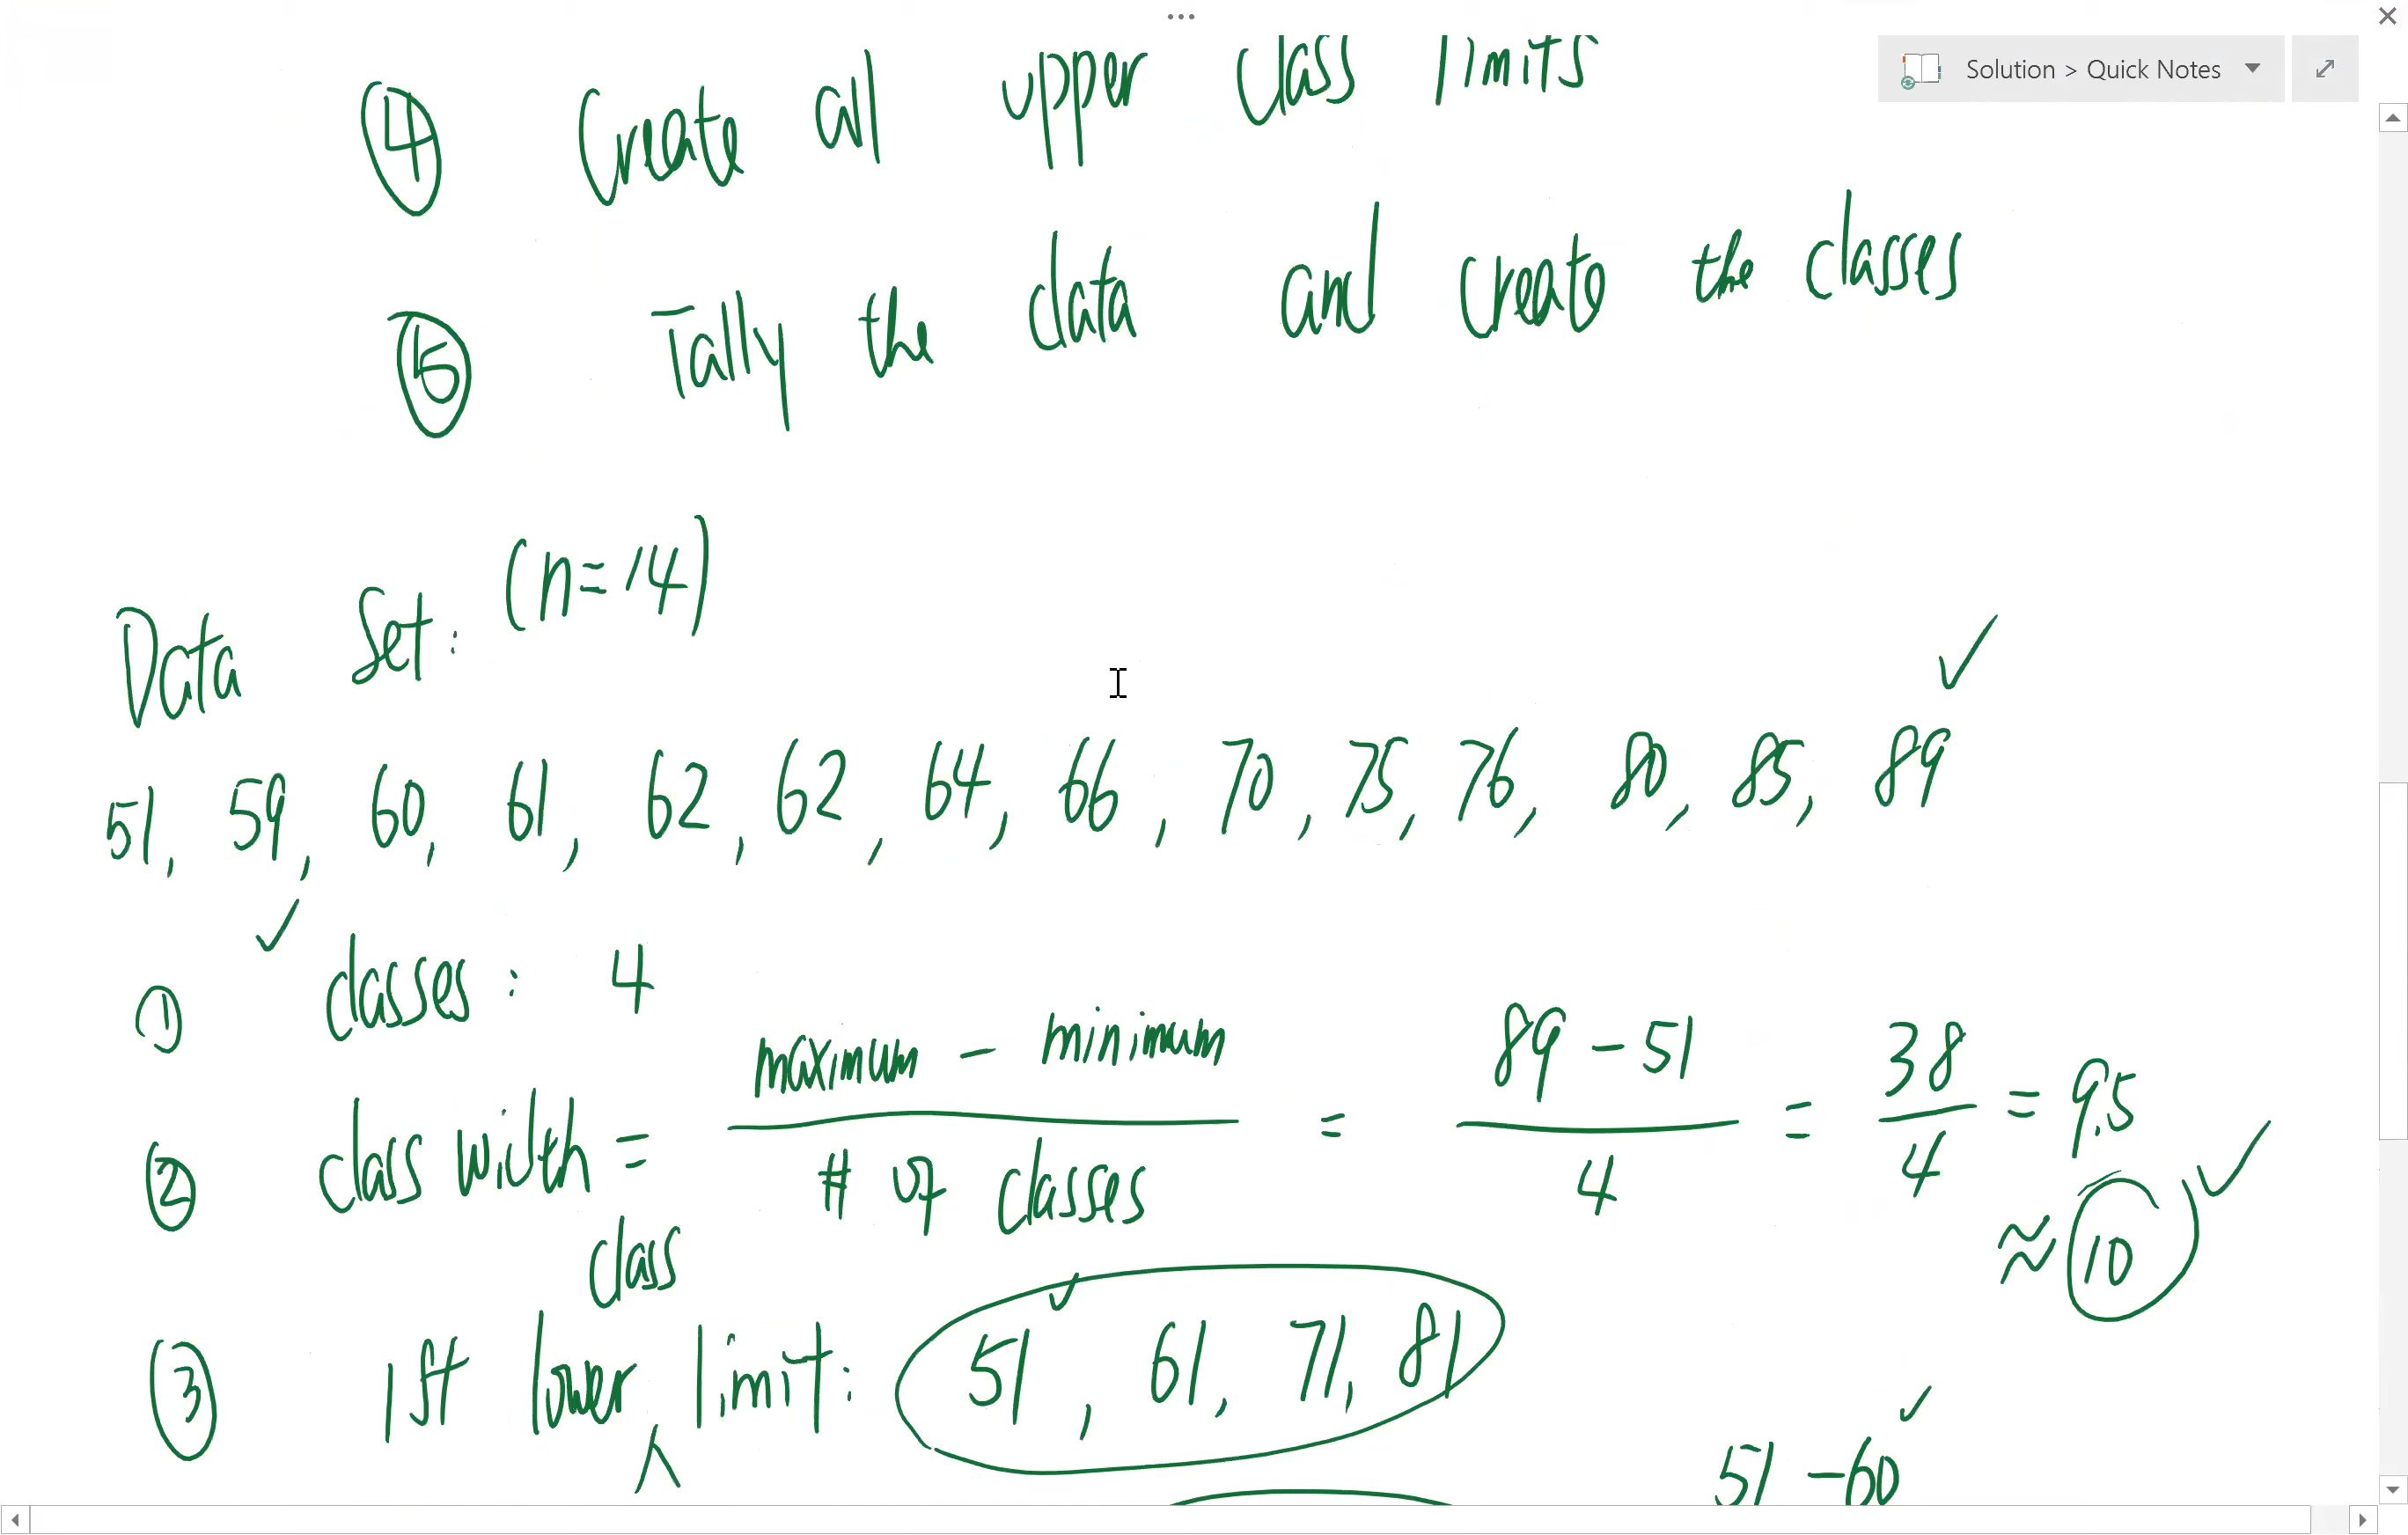 ...
Solution > Quick Notes
④ Create all upper class limits
⑤ Tally the data and create the classes
Data Set: (n=14)
51, 59, 60, 61, 62, 62, 64, 66, 70, 75, 76, 80, 85, 89 ✓
✓
① classes: 4
② class width = maximum − minimum / # of classes = 89 − 51 / 4 = 38 / 4 = 9.5 ≈ 10 ✓
class
③ 1st lower ^ limit: 51, 61, 71, 81
51 − 60 ✓